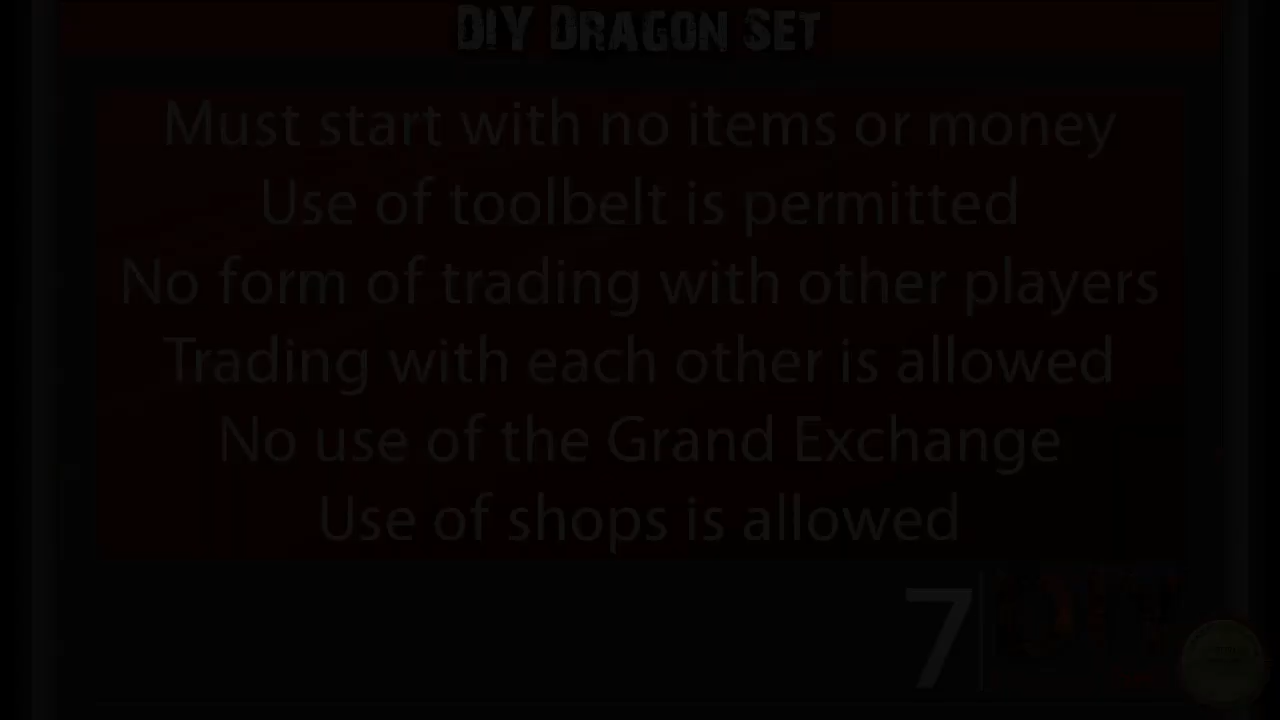 DIY DRAGON SET
Must start with no items or money
Use of toolbelt is permitted
No form of trading with other players
Trading with each other is allowed
No use of the Grand Exchange
Use of shops is allowed
7